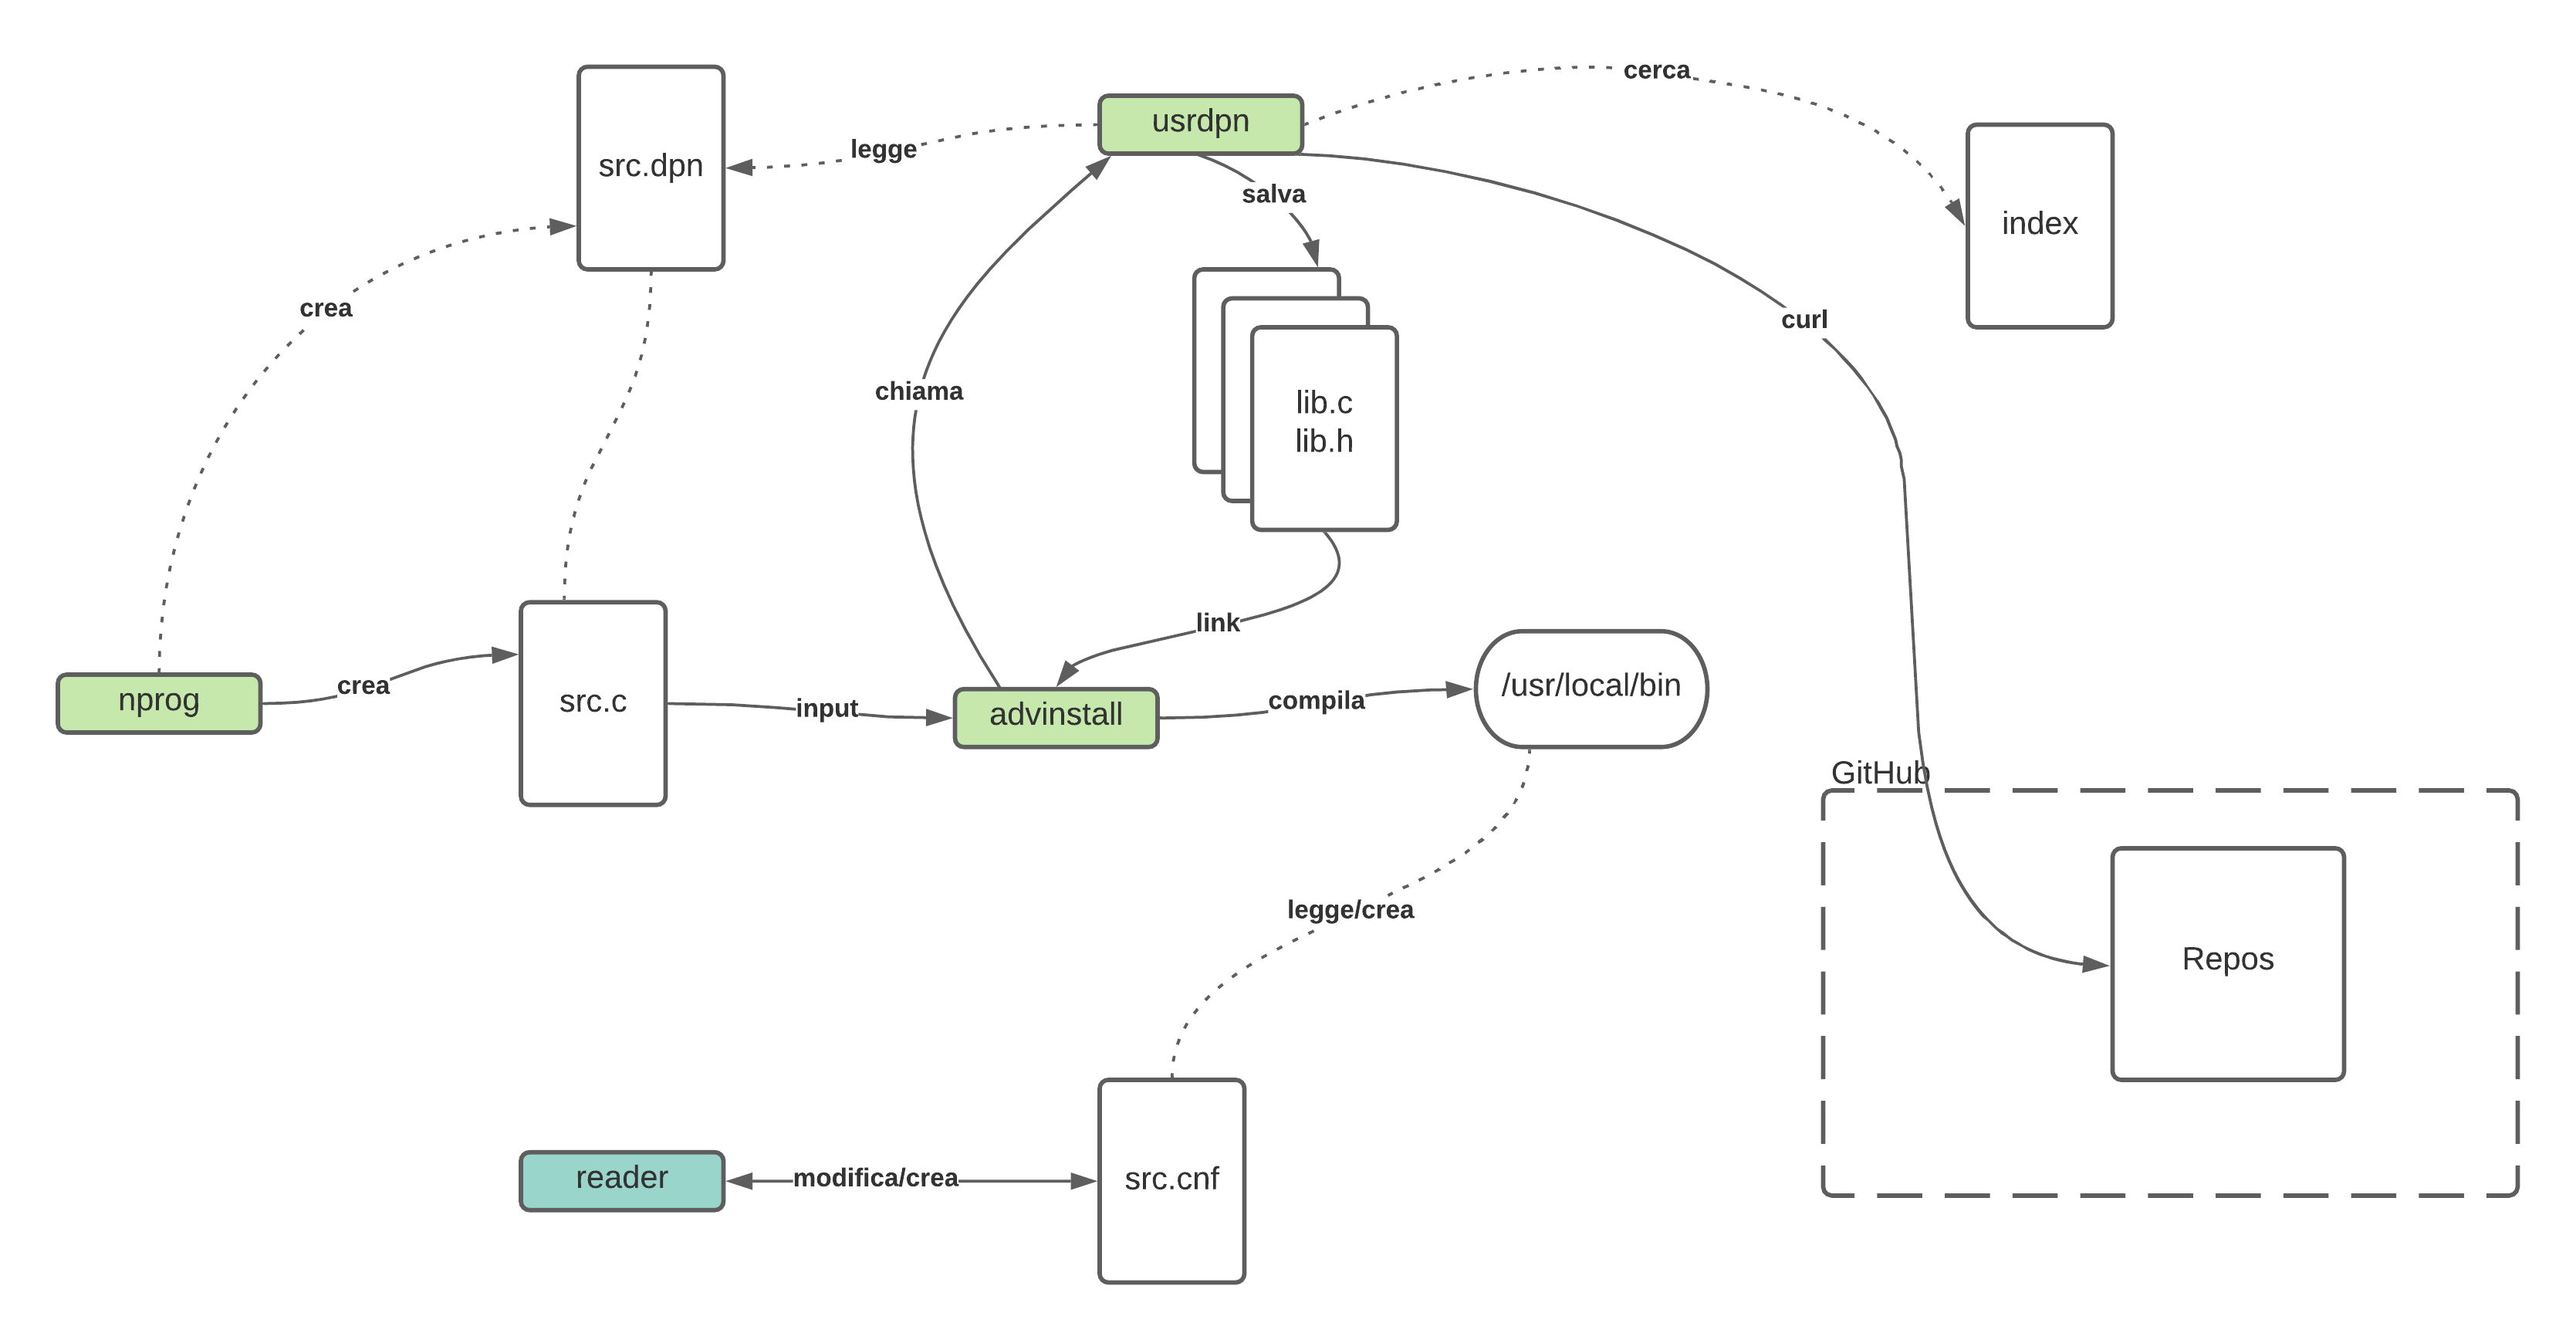 cerca
usrdpn
legge
src.dpn
salva
index
crea
curl
chiama
lib.c
lib.h
link
crea
nprog
src.c
input
advinstall
compila
/usr/local/bin
GitHub
legge/crea
Repos
reader
modifica/crea
src.cnf